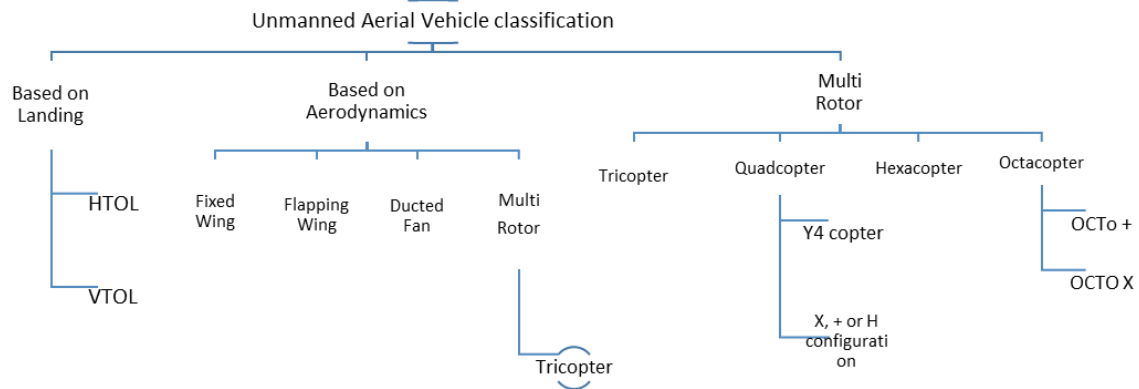 Unmanned Aerial Vehicle classification
Based on
Landing
HTOL
VTOL
Based on
Aerodynamics
Fixed
Wing
Flapping
Wing
Ducted
Fan
Multi
Rotor
Tricopter
Multi
Rotor
Tricopter
Quadcopter
Y4 copter
X, + or H
configurati
on
Hexacopter
Octacopter
OCTo +
OCTO X